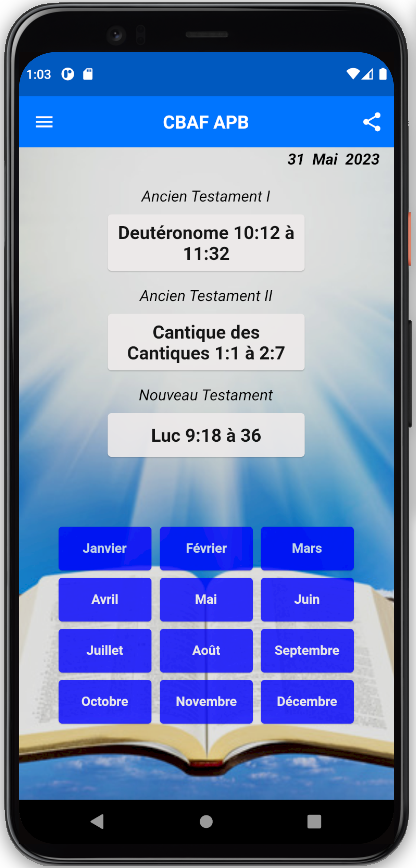 1:03
CBAF APB
31 Mai 2023
Ancien Testament I
Deutéronome 10:12 à
11:32
Ancien Testament II
Cantique des
Cantiques 1:1 à 2:7
Nouveau Testament
Luc 9:18 à 36
Janvier Février Mars
Avril Mai Juin
Juillet Août Septembre
Octobre Novembre Décembre